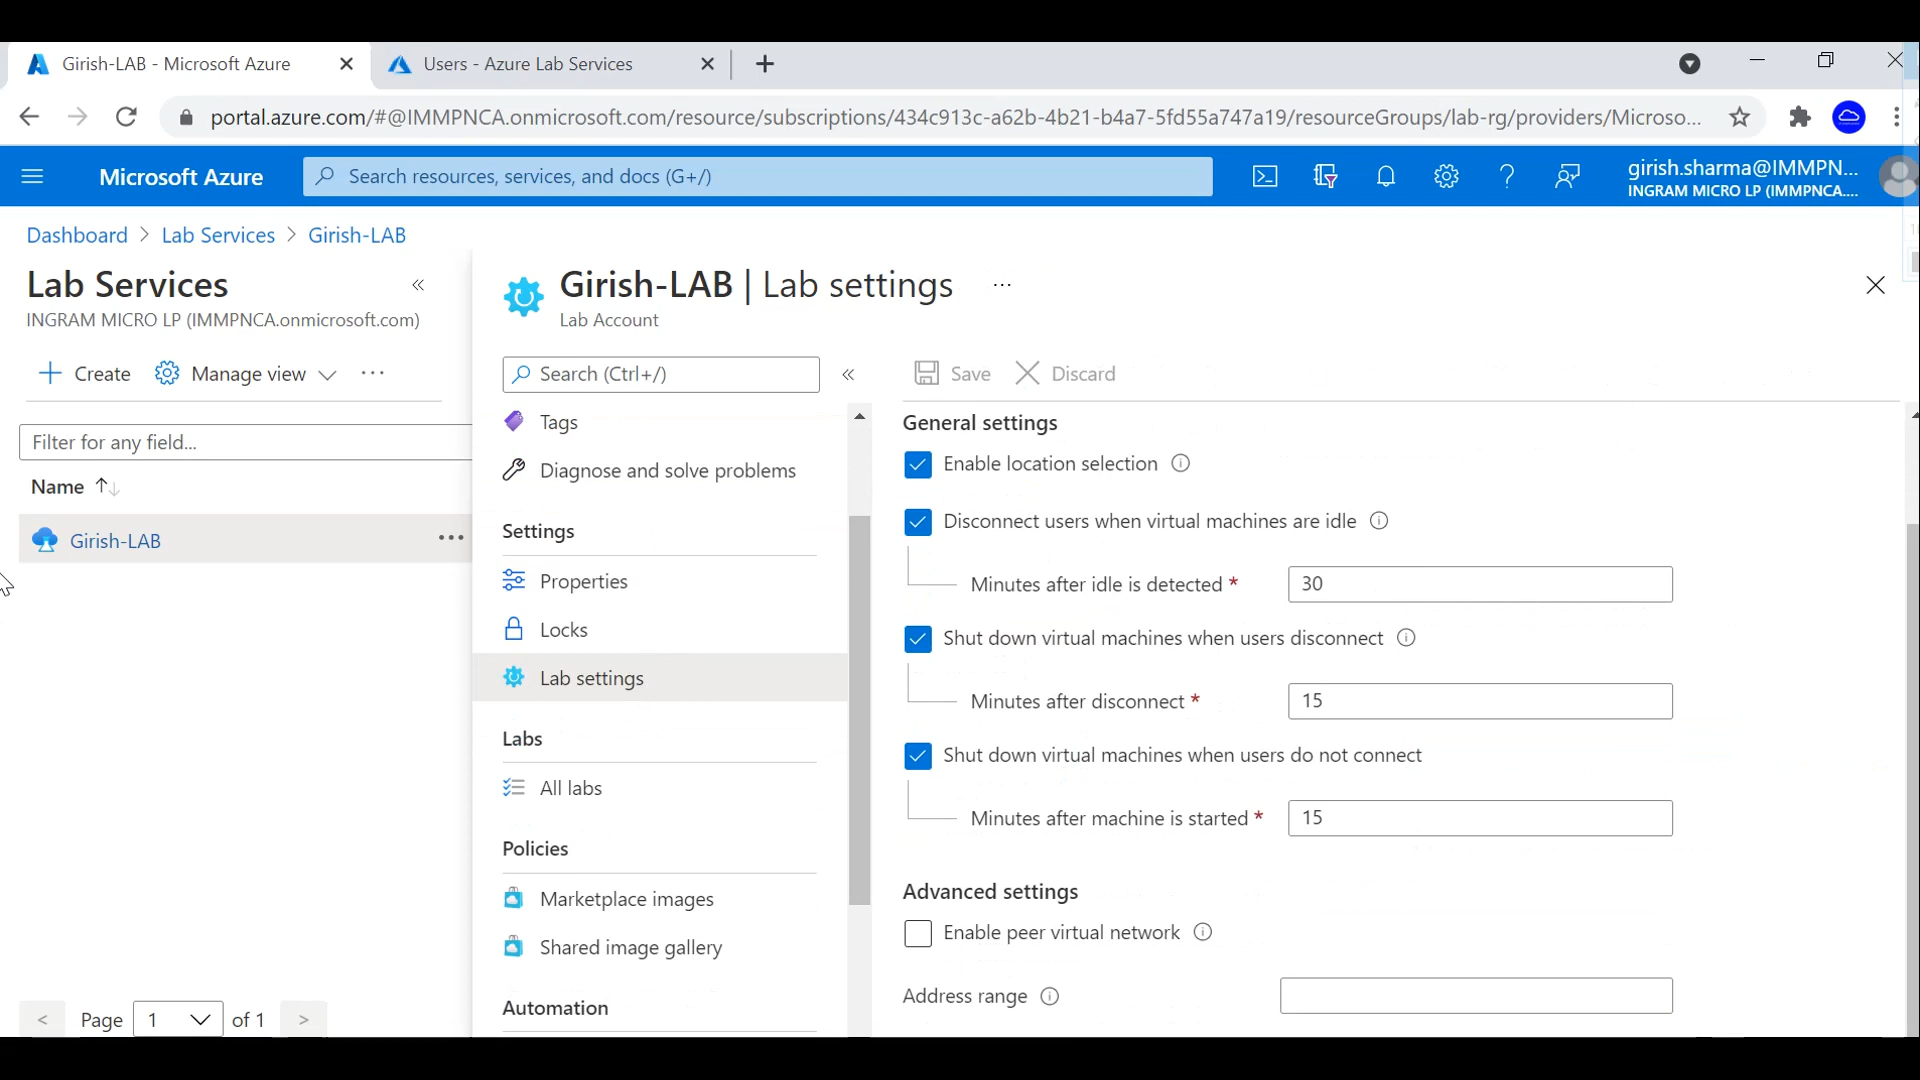 Girish-LAB - Microsoft Azure
Users - Azure Lab Services
portal.azure.com/#@IMMPNCA.onmicrosoft.com/resource/subscriptions/434c913c-a62b-4b21-b4a7-5fd55a747a19/resourceGroups/lab-rg/providers/Microso...
Microsoft Azure
Search resources, services, and docs (G+/)
girish.sharma@IMMPN...
INGRAM MICRO LP (IMMPNCA....
Dashboard > Lab Services > Girish-LAB
Lab Services
INGRAM MICRO LP (IMMPNCA.onmicrosoft.com)
Create
Manage view
Filter for any field...
Name
Girish-LAB
< Page 1 of 1 >
Girish-LAB | Lab settings
Lab Account
Search (Ctrl+/)
Tags
Diagnose and solve problems
Settings
Properties
Locks
Lab settings
Labs
All labs
Policies
Marketplace images
Shared image gallery
Automation
Save
Discard
General settings
Enable location selection
Disconnect users when virtual machines are idle
Minutes after idle is detected * 30
Shut down virtual machines when users disconnect
Minutes after disconnect * 15
Shut down virtual machines when users do not connect
Minutes after machine is started * 15
Advanced settings
Enable peer virtual network
Address range